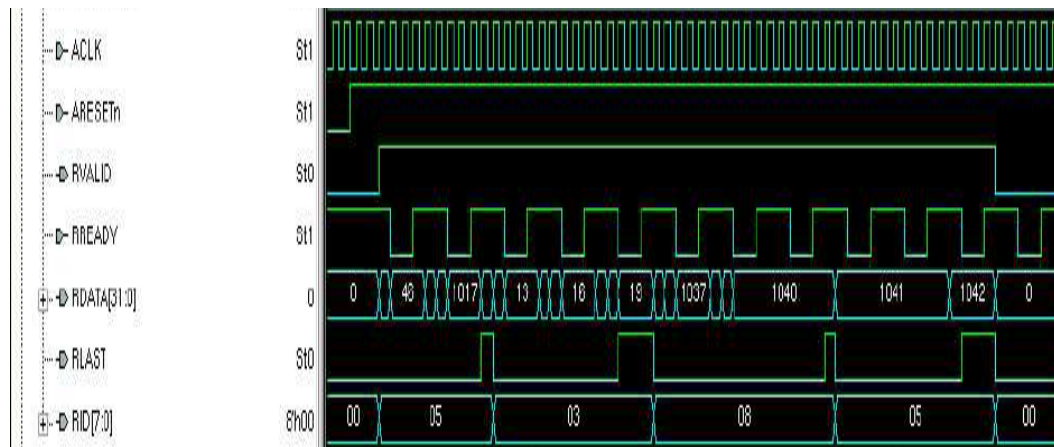 ACLK St1
ARESETn St1
RVALID St0
RREADY St1
RDATA[31:0] 0 0 46 1017 13 16 19 1037 1040 1041 1042 0
RLAST St0
RID[7:0] 8'h00 00 05 03 08 05 00